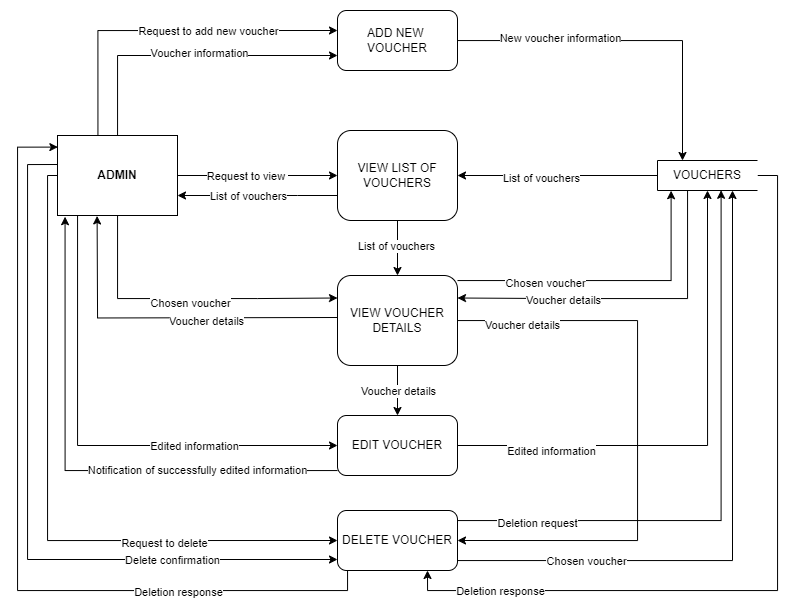 Request to add new voucher
ADD NEW
VOUCHER
New voucher information
Voucher information
ADMIN
VIEW LIST OF
VOUCHERS
VOUCHERS
Request to view
List of vouchers
List of vouchers
List of vouchers
Chosen voucher
Voucher details
Chosen voucher
Voucher details
VIEW VOUCHER
DETAILS
Voucher details
Voucher details
Edited information
EDIT VOUCHER
Edited information
Notification of successfully edited information
Deletion request
Request to delete
DELETE VOUCHER
Delete confirmation
Chosen voucher
Deletion response
Deletion response